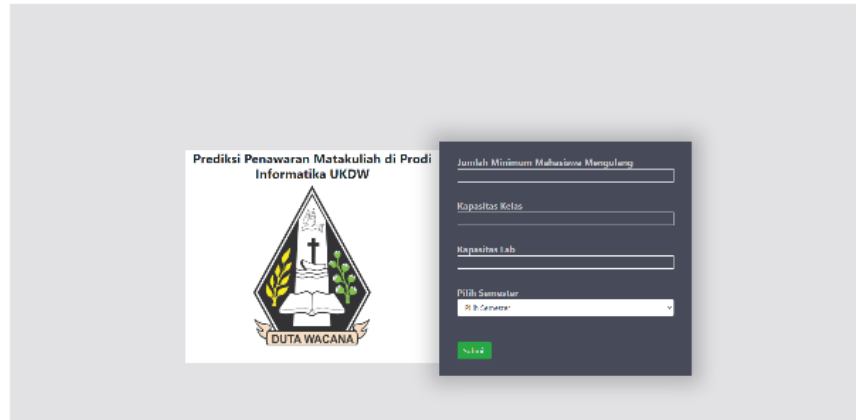 Prediksi Penawaran Matakuliah di Prodi
Informatika UKDW
DUTA WACANA
Jumlah Minimum Mahasiswa Mengulang
Kapasitas Kelas
Kapasitas Lab
Pilih Semester
Pilih Semester
Submit